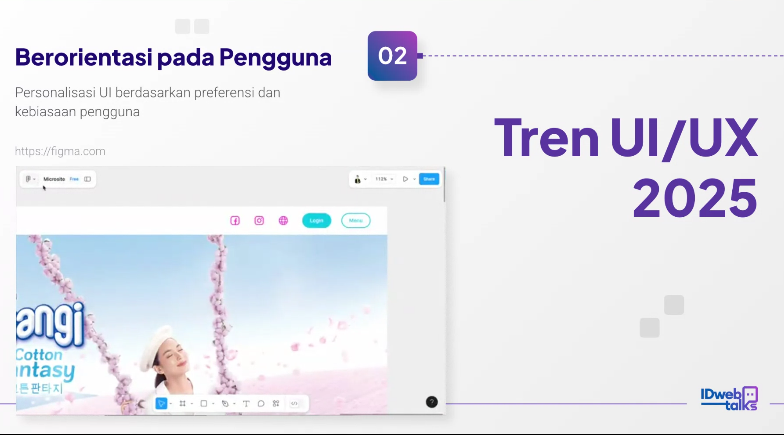 Berorientasi pada Pengguna
02
Personalisasi UI berdasarkan preferensi dan
kebiasaan pengguna
https://figma.com
Tren UI/UX
2025
Microsite Free
113% Share
Login Menu
angi
Cotton
antasy
튼판타지
IDweb
talks